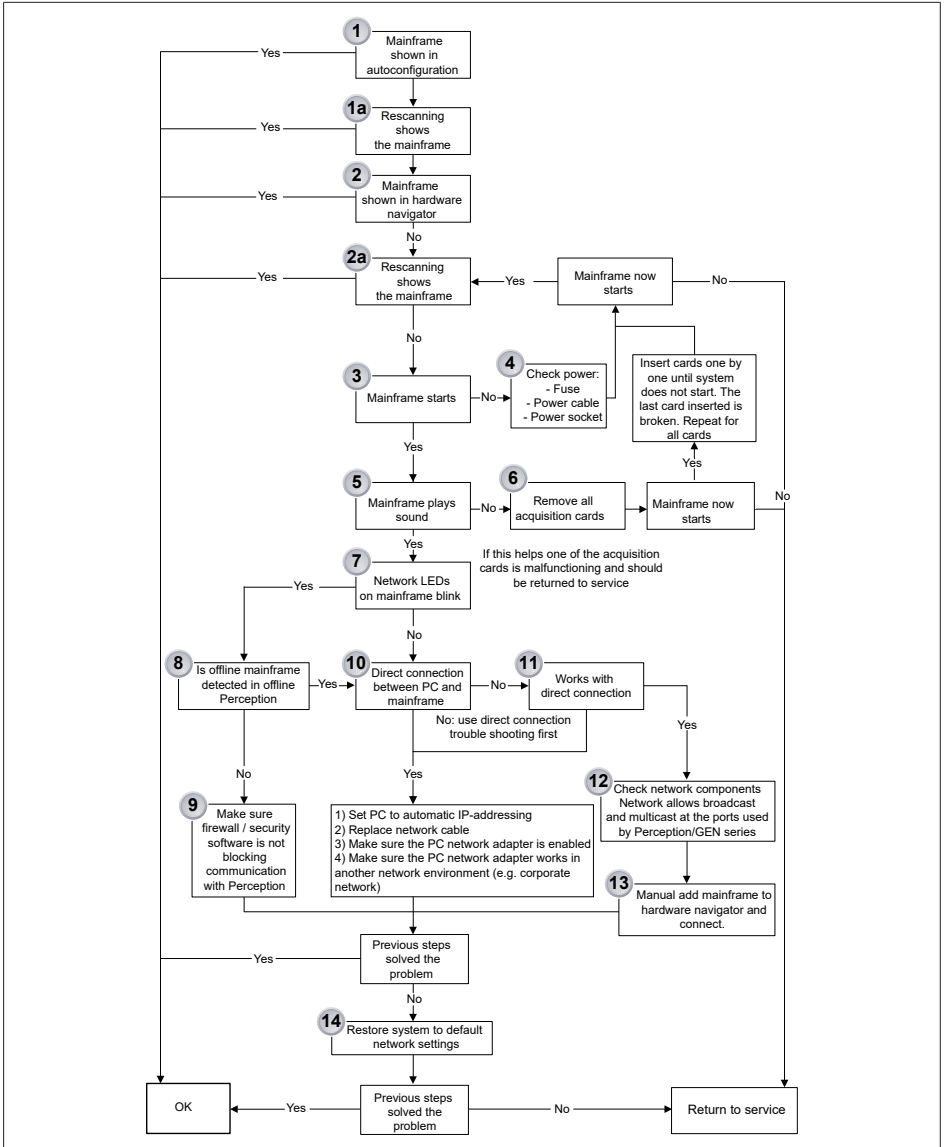 1
Mainframe
shown in
autoconfiguration
Yes
1a
Rescanning
shows
the mainframe
Yes
2
Mainframe
shown in hardware
navigator
Yes
No
2a
Rescanning
shows
the mainframe
Yes
Yes
Mainframe now
starts
No
No
3
Mainframe starts
No
4
Check power:
- Fuse
- Power cable
- Power socket
Insert cards one by
one until system
does not start. The
last card inserted is
broken. Repeat for
all cards
Yes
Yes
5
Mainframe plays
sound
No
6
Remove all
acquisition cards
Mainframe now
starts
No
Yes
If this helps one of the acquisition
cards is malfunctioning and should
be returned to service
7
Network LEDs
on mainframe blink
Yes
No
8
Is offline mainframe
detected in offline
Perception
Yes
10
Direct connection
between PC and
mainframe
No
11
Works with
direct connection
No: use direct connection
trouble shooting first
Yes
No
Yes
9
Make sure
firewall / security
software is not
blocking
communication
with Perception
1) Set PC to automatic IP-addressing
2) Replace network cable
3) Make sure the PC network adapter is enabled
4) Make sure the PC network adapter works in
another network environment (e.g. corporate
network)
12
Check network components
Network allows broadcast
and multicast at the ports used
by Perception/GEN series
13
Manual add mainframe to
hardware navigator and
connect.
Previous steps
solved the
problem
Yes
No
14
Restore system to default
network settings
OK
Yes
Previous steps
solved the
problem
No
Return to service